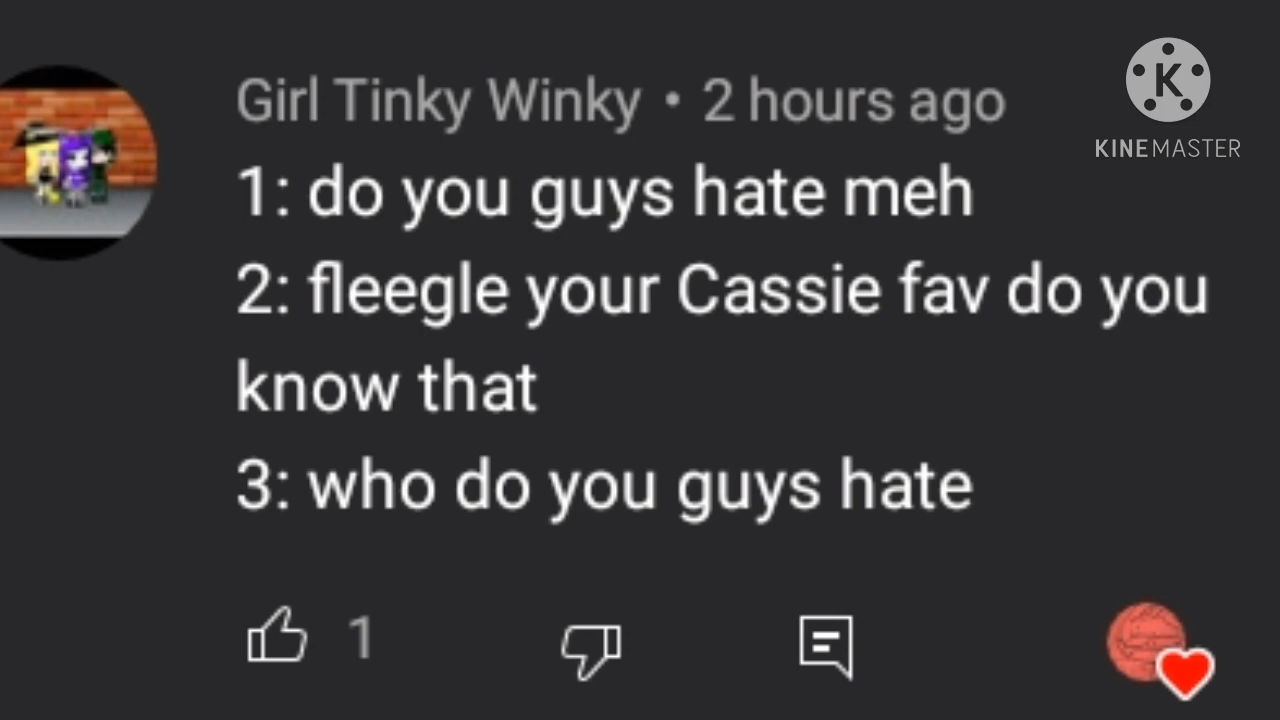 Girl Tinky Winky • 2 hours ago
1: do you guys hate meh
2: fleegle your Cassie fav do you
know that
3: who do you guys hate
1
K
KINEMASTER